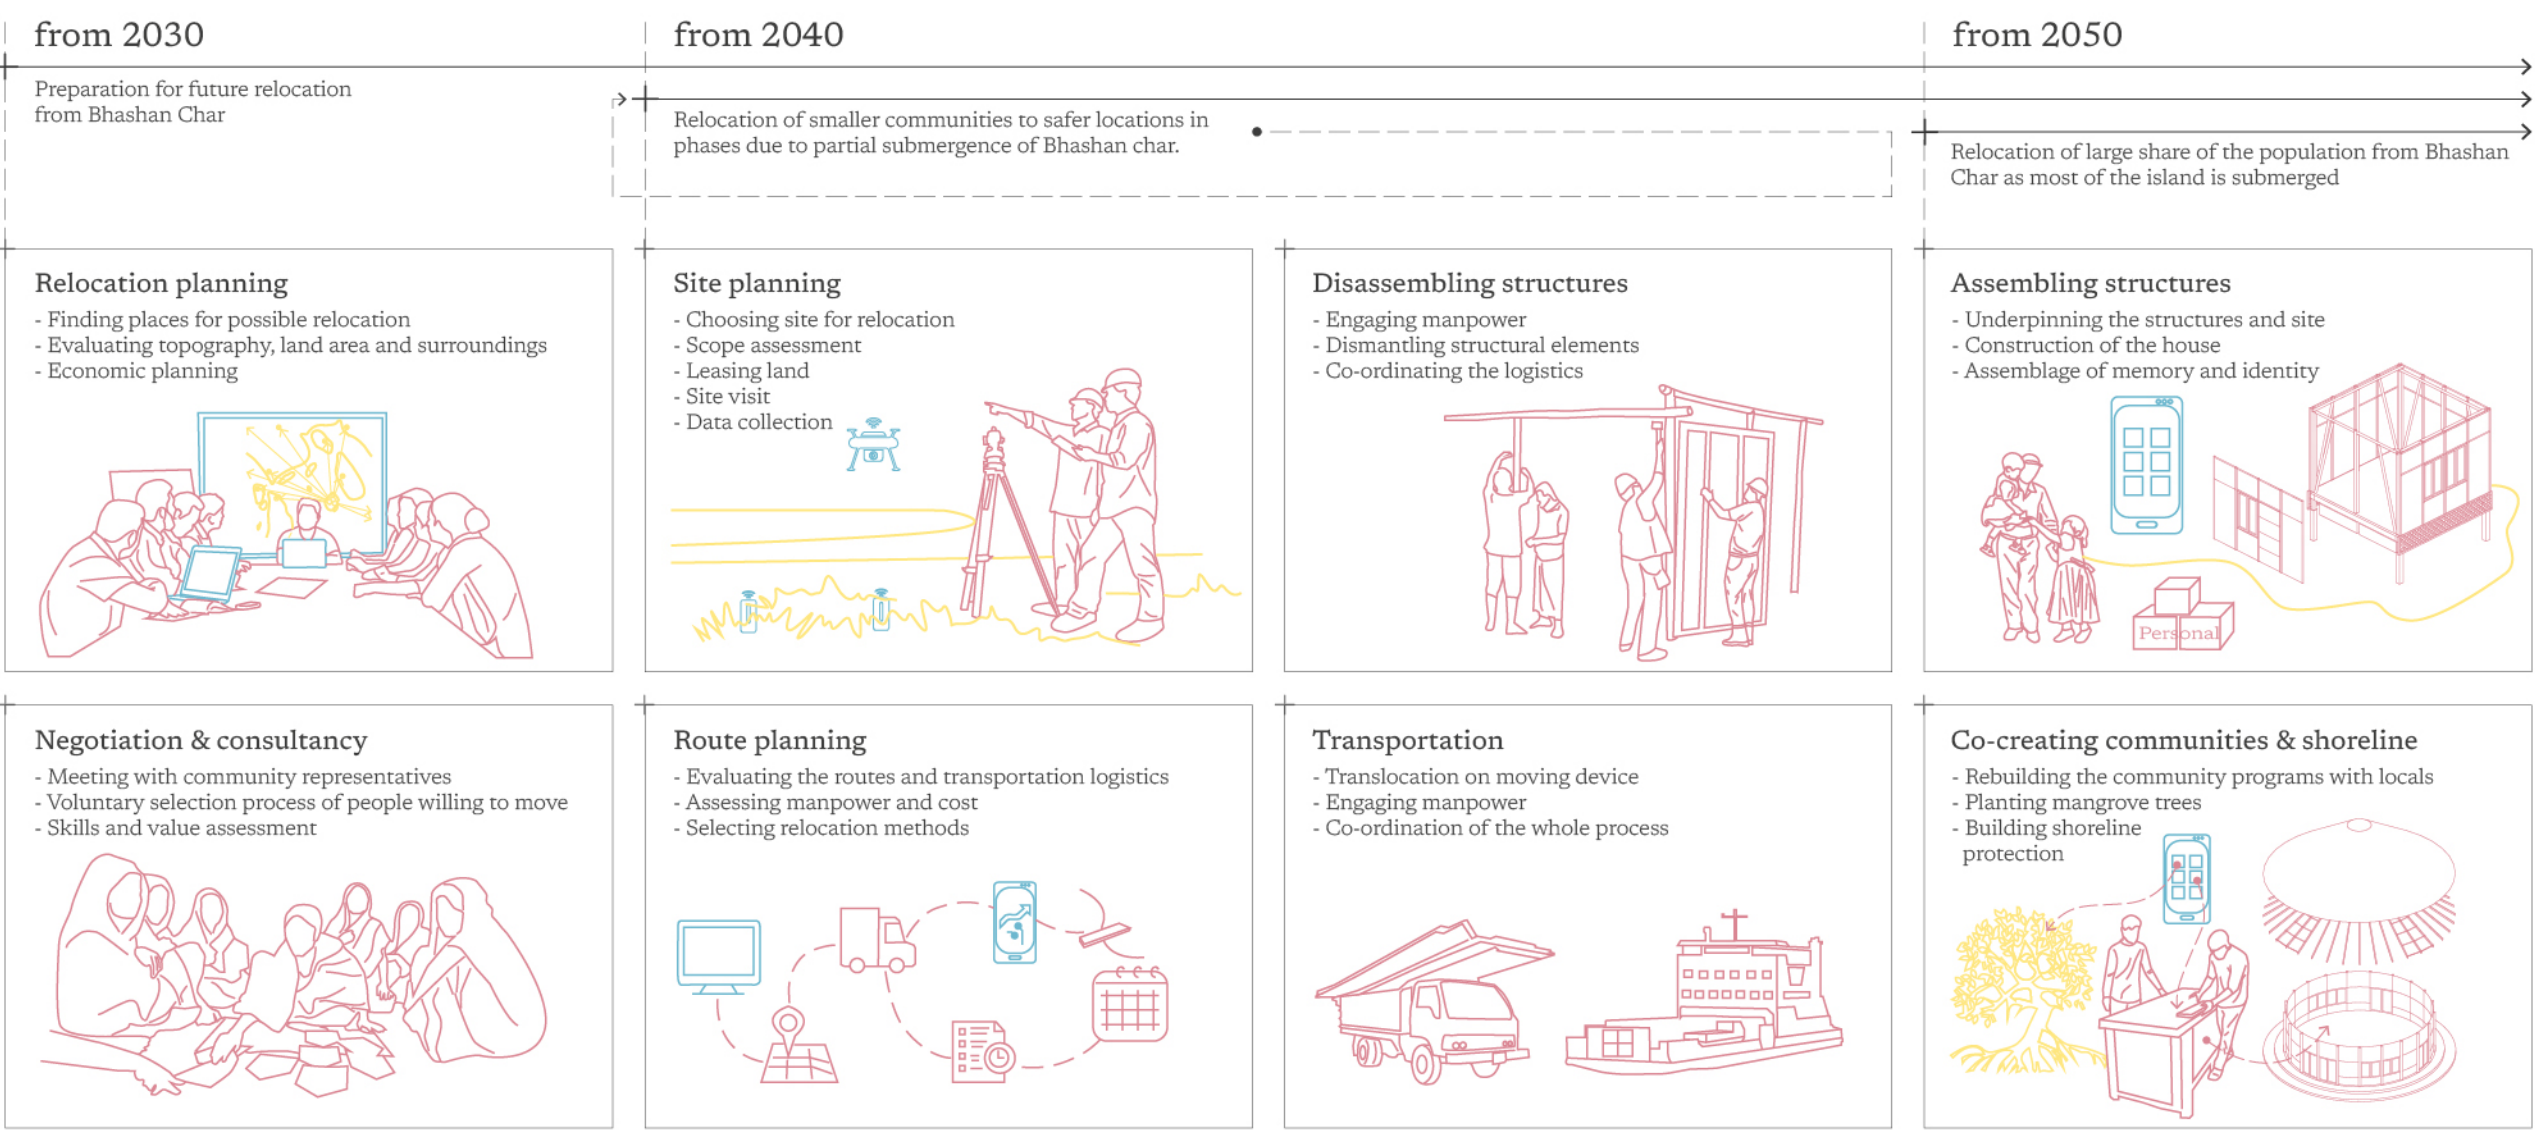 from 2030
from 2040
from 2050
Preparation for future relocation
from Bhashan Char
Relocation of smaller communities to safer locations in
phases due to partial submergence of Bhashan char.
Relocation of large share of the population from Bhashan
Char as most of the island is submerged
Relocation planning
- Finding places for possible relocation
- Evaluating topography, land area and surroundings
- Economic planning
Site planning
- Choosing site for relocation
- Scope assessment
- Leasing land
- Site visit
- Data collection
Disassembling structures
- Engaging manpower
- Dismantling structural elements
- Co-ordinating the logistics
Assembling structures
- Underpinning the structures and site
- Construction of the house
- Assemblage of memory and identity
Personal
Negotiation & consultancy
- Meeting with community representatives
- Voluntary selection process of people willing to move
- Skills and value assessment
Route planning
- Evaluating the routes and transportation logistics
- Assessing manpower and cost
- Selecting relocation methods
Transportation
- Translocation on moving device
- Engaging manpower
- Co-ordination of the whole process
Co-creating communities & shoreline
- Rebuilding the community programs with locals
- Planting mangrove trees
- Building shoreline
protection